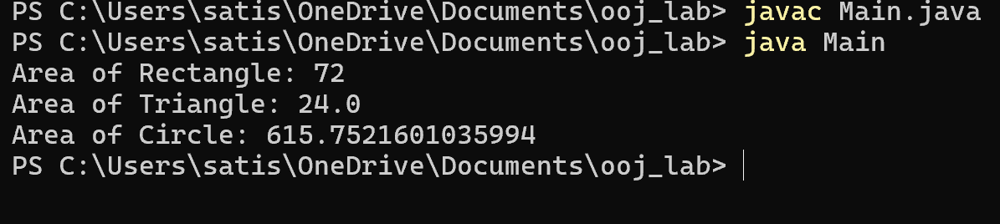 PS C:\Users\satis\OneDrive\Documents\ooj_lab> javac Main.java
PS C:\Users\satis\OneDrive\Documents\ooj_lab> java Main
Area of Rectangle: 72
Area of Triangle: 24.0
Area of Circle: 615.7521601035994
PS C:\Users\satis\OneDrive\Documents\ooj_lab>